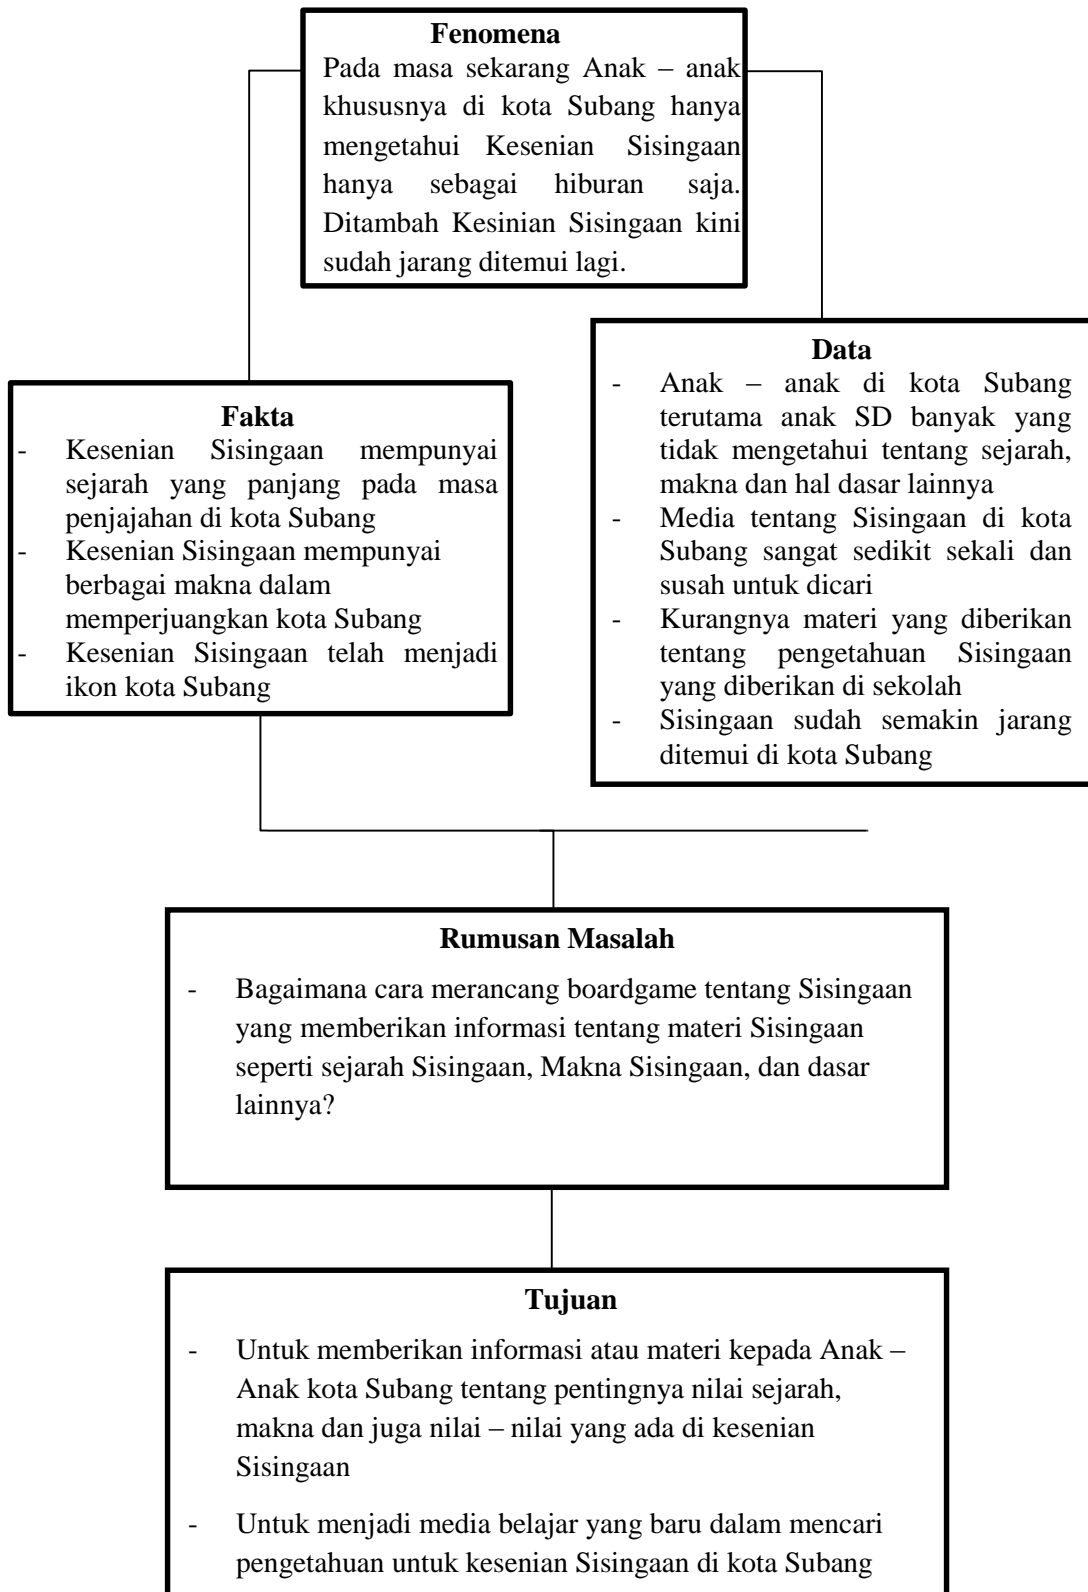 Fenomena
Pada masa sekarang Anak – anak
khususnya di kota Subang hanya
mengetahui Kesenian Sisingaan
hanya sebagai hiburan saja.
Ditambah Kesinian Sisingaan kini
sudah jarang ditemui lagi.
Fakta
- Kesenian Sisingaan mempunyai
sejarah yang panjang pada masa
penjajahan di kota Subang
- Kesenian Sisingaan mempunyai
berbagai makna dalam
memperjuangkan kota Subang
- Kesenian Sisingaan telah menjadi
ikon kota Subang
Data
- Anak – anak di kota Subang
terutama anak SD banyak yang
tidak mengetahui tentang sejarah,
makna dan hal dasar lainnya
- Media tentang Sisingaan di kota
Subang sangat sedikit sekali dan
susah untuk dicari
- Kurangnya materi yang diberikan
tentang pengetahuan Sisingaan
yang diberikan di sekolah
- Sisingaan sudah semakin jarang
ditemui di kota Subang
Rumusan Masalah
- Bagaimana cara merancang boardgame tentang Sisingaan
yang memberikan informasi tentang materi Sisingaan
seperti sejarah Sisingaan, Makna Sisingaan, dan dasar
lainnya?
Tujuan
- Untuk memberikan informasi atau materi kepada Anak –
Anak kota Subang tentang pentingnya nilai sejarah,
makna dan juga nilai – nilai yang ada di kesenian
Sisingaan
- Untuk menjadi media belajar yang baru dalam mencari
pengetahuan untuk kesenian Sisingaan di kota Subang